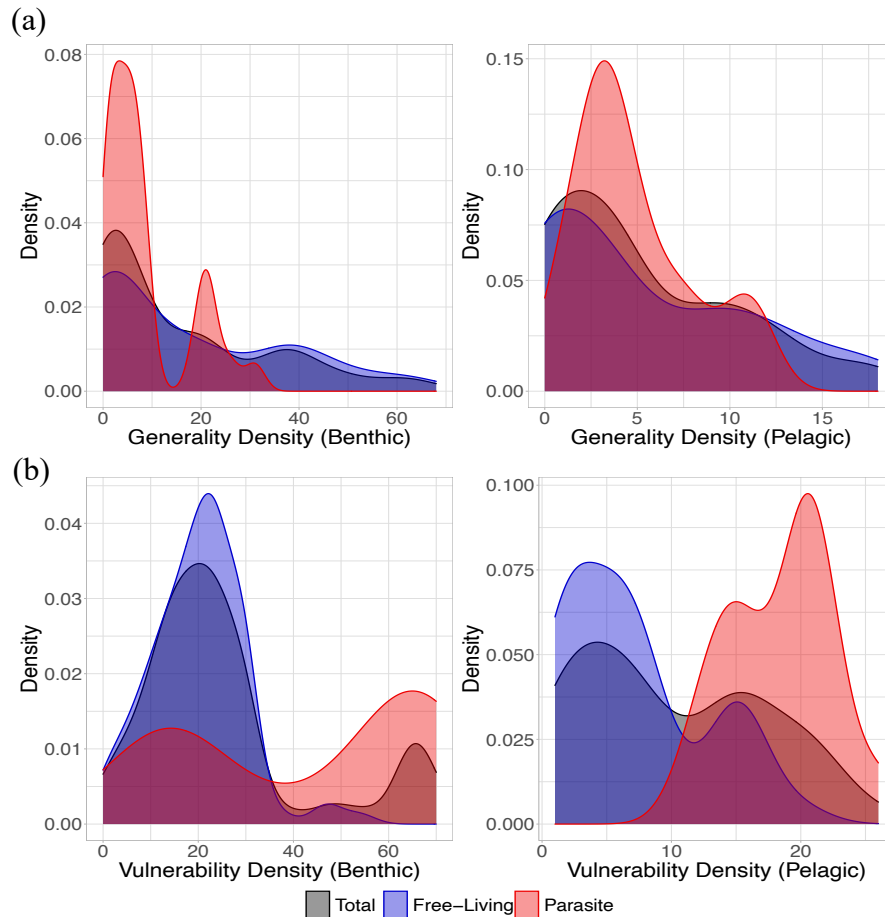 (a)
0.08
0.06
0.04
0.02
0.00
Density
0 20 40 60
Generality Density (Benthic)
0.15
0.10
0.05
0.00
Density
0 5 10 15
Generality Density (Pelagic)
(b)
0.04
0.03
0.02
0.01
0.00
Density
0 20 40 60
Vulnerability Density (Benthic)
0.100
0.075
0.050
0.025
0.000
Density
0 10 20
Vulnerability Density (Pelagic)
Total Free−Living Parasite